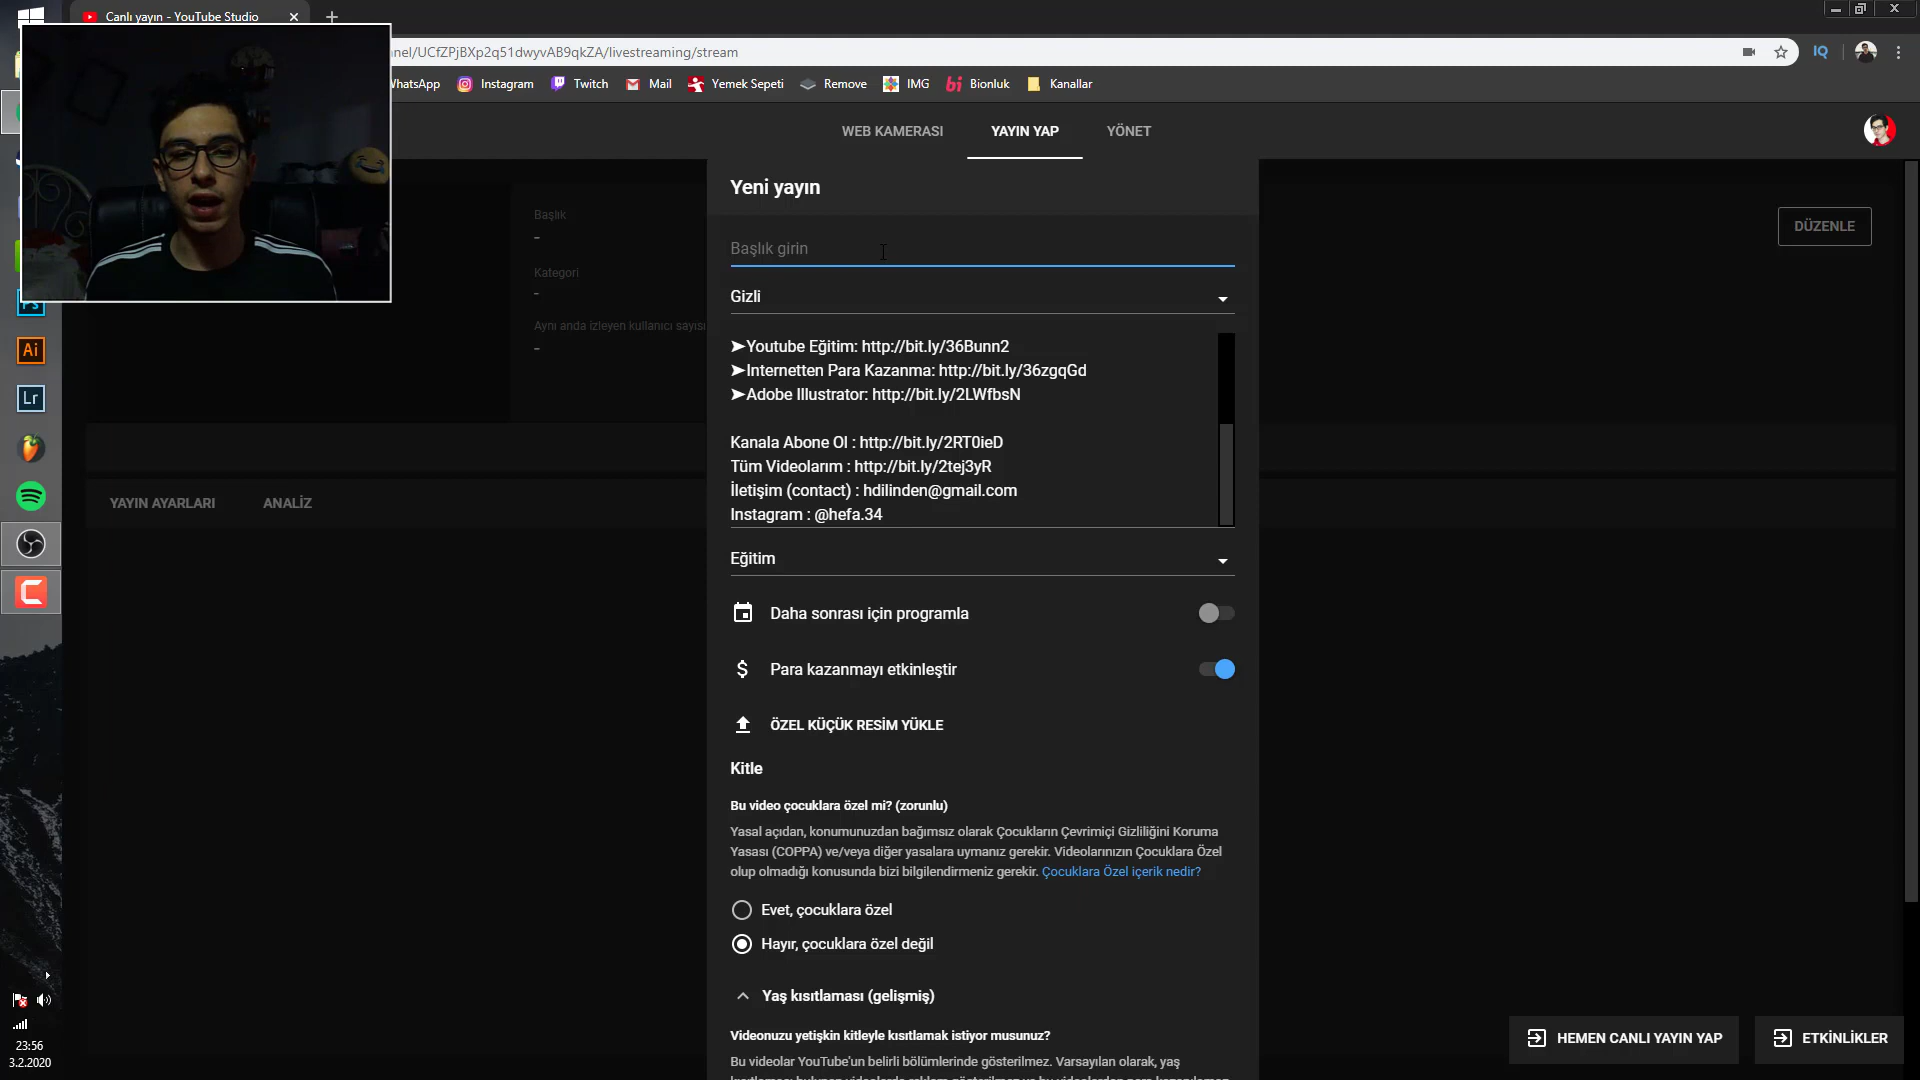 Canlı yayın - YouTube Studio
nel/UCfZPjBXp2q51dwyvAB9qkZA/livestreaming/stream
IQ
WhatsApp
Instagram
Twitch
Mail
Yemek Sepeti
Remove
IMG
bi Bionluk
Kanallar
WEB KAMERASI
YAYIN YAP
YÖNET
Yeni yayın
Başlık
-
DÜZENLE
Başlık girin
Kategori
-
Gizli
Aynı anda izleyen kullanıcı sayısı
-
➤Youtube Eğitim: http://bit.ly/36Bunn2
➤Internetten Para Kazanma: http://bit.ly/36zgqGd
➤Adobe Illustrator: http://bit.ly/2LWfbsN
Kanala Abone Ol : http://bit.ly/2RT0ieD
Tüm Videolarım : http://bit.ly/2tej3yR
İletişim (contact) : hdilinden@gmail.com
Instagram : @hefa.34
YAYIN AYARLARI
ANALİZ
Eğitim
Daha sonrası için programla
Para kazanmayı etkinleştir
ÖZEL KÜÇÜK RESİM YÜKLE
Kitle
Bu video çocuklara özel mi? (zorunlu)
Yasal açıdan, konumunuzdan bağımsız olarak Çocukların Çevrimiçi Gizliliğini Koruma
Yasası (COPPA) ve/veya diğer yasalara uymanız gerekir. Videolarınızın Çocuklara Özel
olup olmadığı konusunda bizi bilgilendirmeniz gerekir. Çocuklara Özel içerik nedir?
Evet, çocuklara özel
Hayır, çocuklara özel değil
Yaş kısıtlaması (gelişmiş)
Videonuzu yetişkin kitleyle kısıtlamak istiyor musunuz?
Bu videolar YouTube'un belirli bölümlerinde gösterilmez. Varsayılan olarak, yaş
HEMEN CANLI YAYIN YAP
ETKİNLİKLER
Ps
Ai
Lr
23:56
3.2.2020